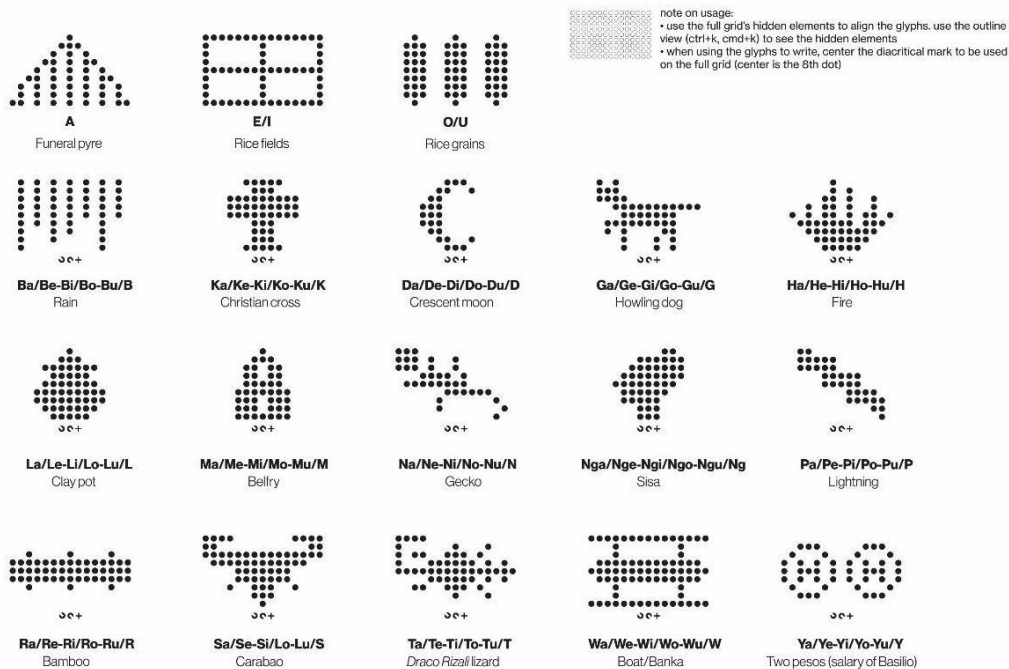 note on usage:
• use the full grid's hidden elements to align the glyphs. use the outline
view (ctrl+k, cmd+k) to see the hidden elements
• when using the glyphs to write, center the diacritical mark to be used
on the full grid (center is the 8th dot)
A
E/I
O/U
Funeral pyre
Rice fields
Rice grains
Ba/Be-Bi/Bo-Bu/B
Ka/Ke-Ki/Ko-Ku/K
Da/De-Di/Do-Du/D
Ga/Ge-Gi/Go-Gu/G
Ha/He-Hi/Ho-Hu/H
Rain
Christian cross
Crescent moon
Howling dog
Fire
La/Le-Li/Lo-Lu/L
Ma/Me-Mi/Mo-Mu/M
Na/Ne-Ni/No-Nu/N
Nga/Nge-Ngi/Ngo-Ngu/Ng
Pa/Pe-Pi/Po-Pu/P
Clay pot
Belfry
Gecko
Sisa
Lightning
Ra/Re-Ri/Ro-Ru/R
Sa/Se-Si/Lo-Lu/S
Ta/Te-Ti/To-Tu/T
Wa/We-Wi/Wo-Wu/W
Ya/Ye-Yi/Yo-Yu/Y
Bamboo
Carabao
Draco Rizali lizard
Boat/Banka
Two pesos (salary of Basilio)